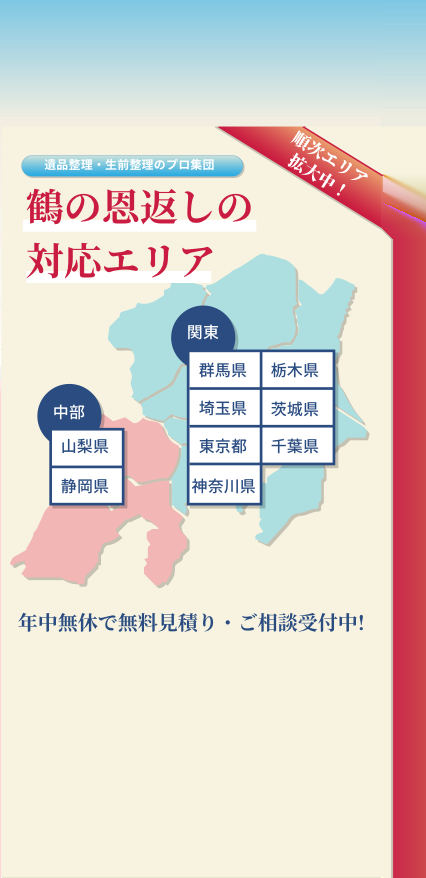 順次エリア
拡大中！
遺品整理・生前整理のプロ集団
鶴の恩返しの
対応エリア
関東
群馬県
栃木県
埼玉県
茨城県
東京都
千葉県
神奈川県
中部
山梨県
静岡県
年中無休で無料見積り・ご相談受付中!